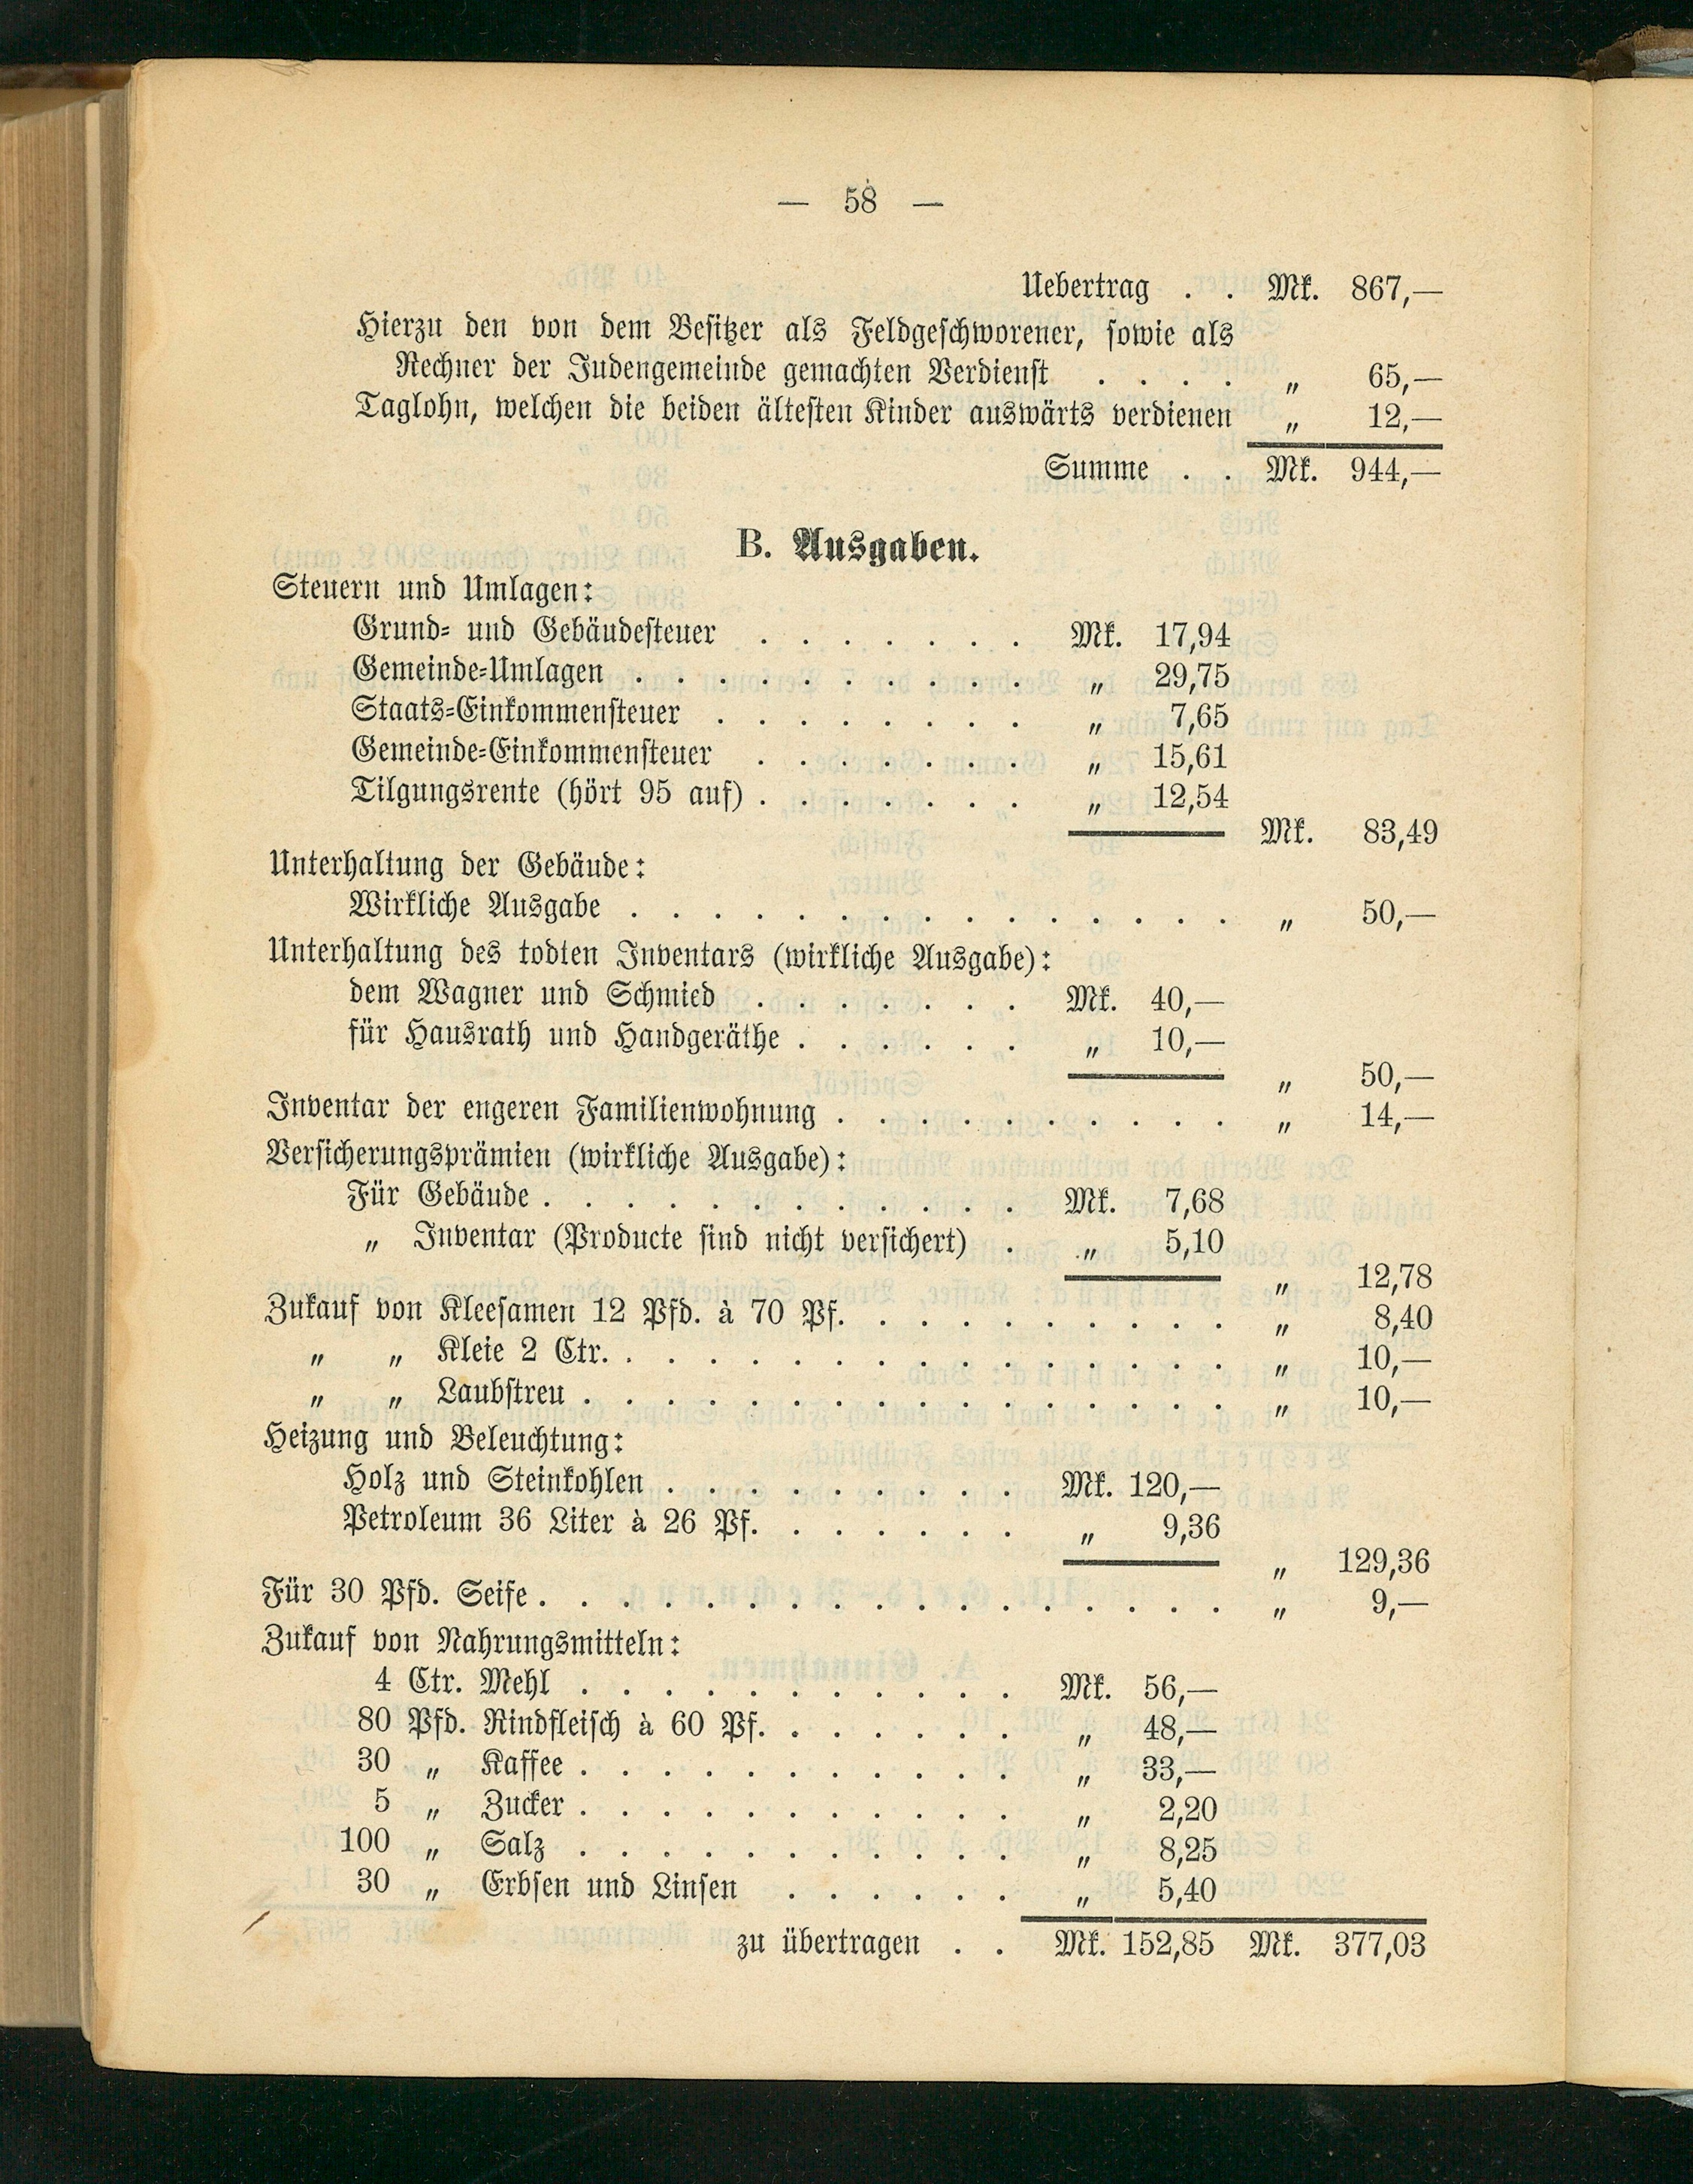 — 58 —
Uebertrag . . Mk. 867,—
Hierzu den von dem Besitzer als Feldgeschworener, sowie als
Rechner der Judengemeinde gemachten Verdienst . . . . „ 65,—
Taglohn, welchen die beiden ältesten Kinder auswärts verdienen „ 12,—
Summe . . Mk. 944,—
B. Ausgaben.
Steuern und Umlagen:
Grund- und Gebäudesteuer . . . . . . . Mk. 17,94
Gemeinde-Umlagen . . . . . . . . . . „ 29,75
Staats-Einkommensteuer . . . . . . . . „ 7,65
Gemeinde-Einkommensteuer . . . . . . . „ 15,61
Tilgungsrente (hört 95 auf) . . . . . . . „ 12,54
Mk. 83,49
Unterhaltung der Gebäude:
Wirkliche Ausgabe . . . . . . . . . . . . . . . „ 50,—
Unterhaltung des todten Inventars (wirkliche Ausgabe):
dem Wagner und Schmied . . . . . . . Mk. 40,—
für Hausrath und Handgeräthe . . . . . . „ 10,—
„ 50,—
Inventar der engeren Familienwohnung . . . . . . . . . . „ 14,—
Versicherungsprämien (wirkliche Ausgabe):
Für Gebäude . . . . . . . . . . . . Mk. 7,68
„ Inventar (Producte sind nicht versichert) . „ 5,10
„ 12,78
Zukauf von Kleesamen 12 Pfd. à 70 Pf. . . . . . . . . . „ 8,40
„ „ Kleie 2 Ctr. . . . . . . . . . . . . . . . „ 10,—
„ „ Laubstreu . . . . . . . . . . . . . . . . „ 10,—
Heizung und Beleuchtung:
Holz und Steinkohlen . . . . . . . . . Mk. 120,—
Petroleum 36 Liter à 26 Pf. . . . . . . „ 9,36
„ 129,36
Für 30 Pfd. Seife . . . . . . . . . . . . . . . . . „ 9,—
Zukauf von Nahrungsmitteln:
4 Ctr. Mehl . . . . . . . . . . . Mk. 56,—
80 Pfd. Rindfleisch à 60 Pf. . . . . . . „ 48,—
30 „ Kaffee . . . . . . . . . . . „ 33,—
5 „ Zucker . . . . . . . . . . . „ 2,20
100 „ Salz . . . . . . . . . . . „ 8,25
30 „ Erbsen und Linsen . . . . . . „ 5,40
zu übertragen . . Mk. 152,85 Mk. 377,03